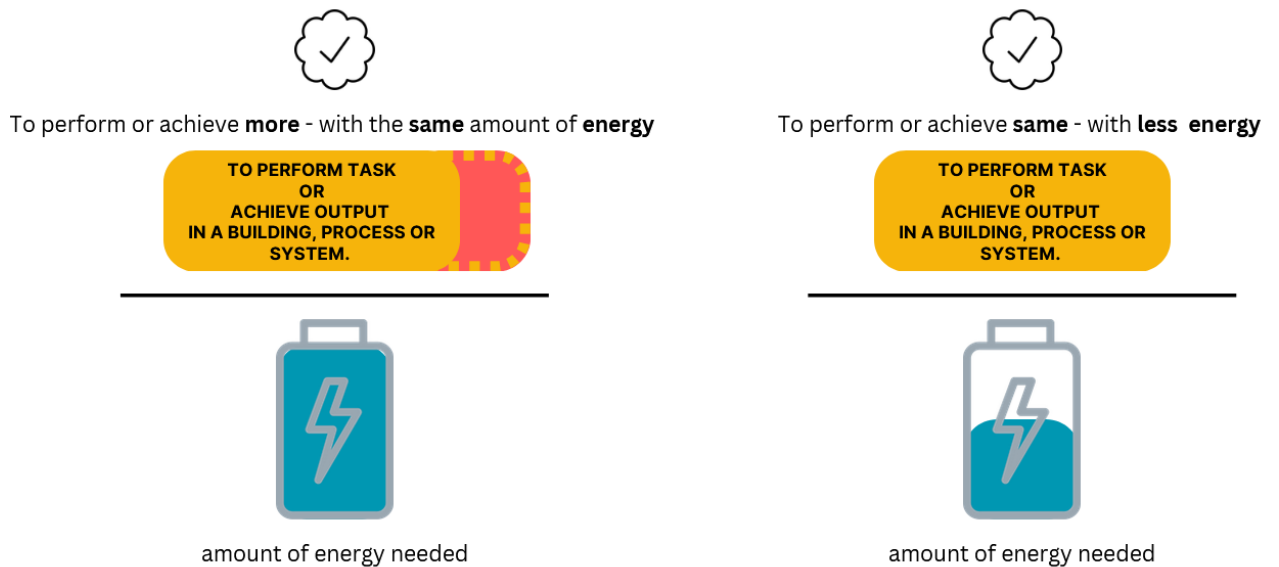 To perform or achieve more - with the same amount of energy
TO PERFORM TASK
OR
ACHIEVE OUTPUT
IN A BUILDING, PROCESS OR
SYSTEM.
amount of energy needed
To perform or achieve same - with less energy
TO PERFORM TASK
OR
ACHIEVE OUTPUT
IN A BUILDING, PROCESS OR
SYSTEM.
amount of energy needed